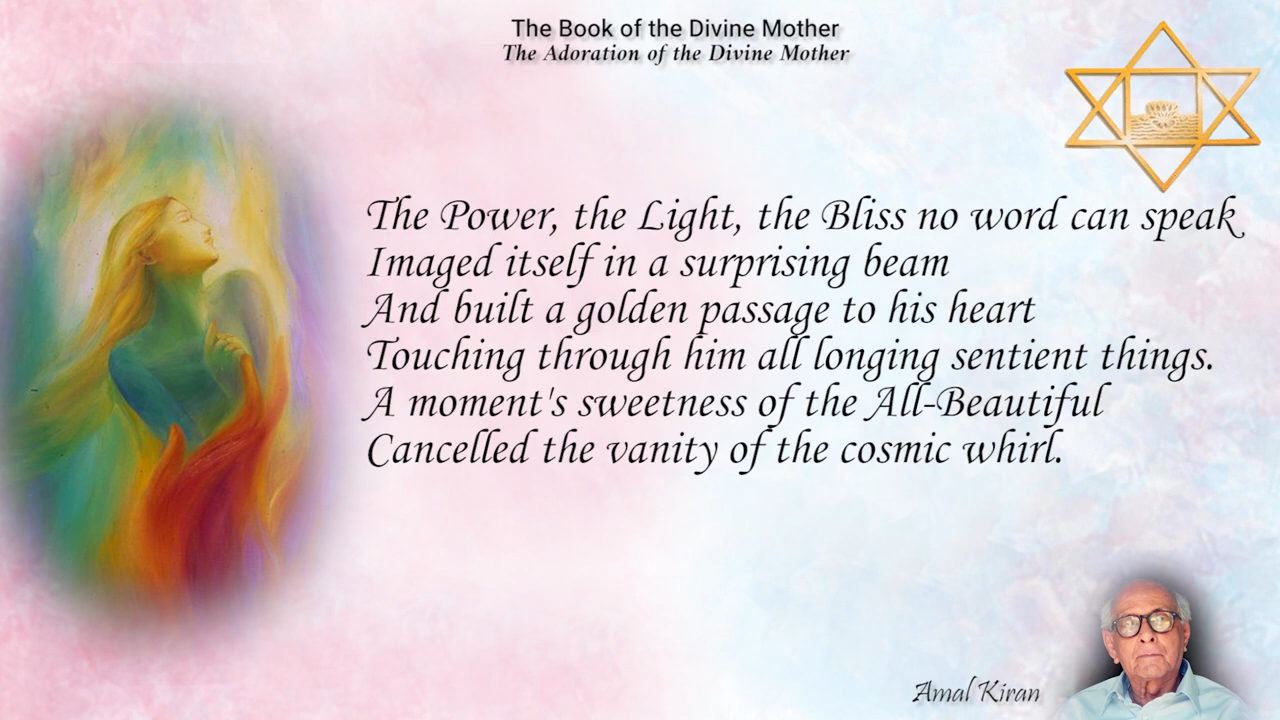 The Book of the Divine Mother
The Adoration of the Divine Mother
The Power, the Light, the Bliss no word can speak
Imaged itself in a surprising beam
And built a golden passage to his heart
Touching through him all longing sentient things.
A moment's sweetness of the All-Beautiful
Cancelled the vanity of the cosmic whirl.
Amal Kiran